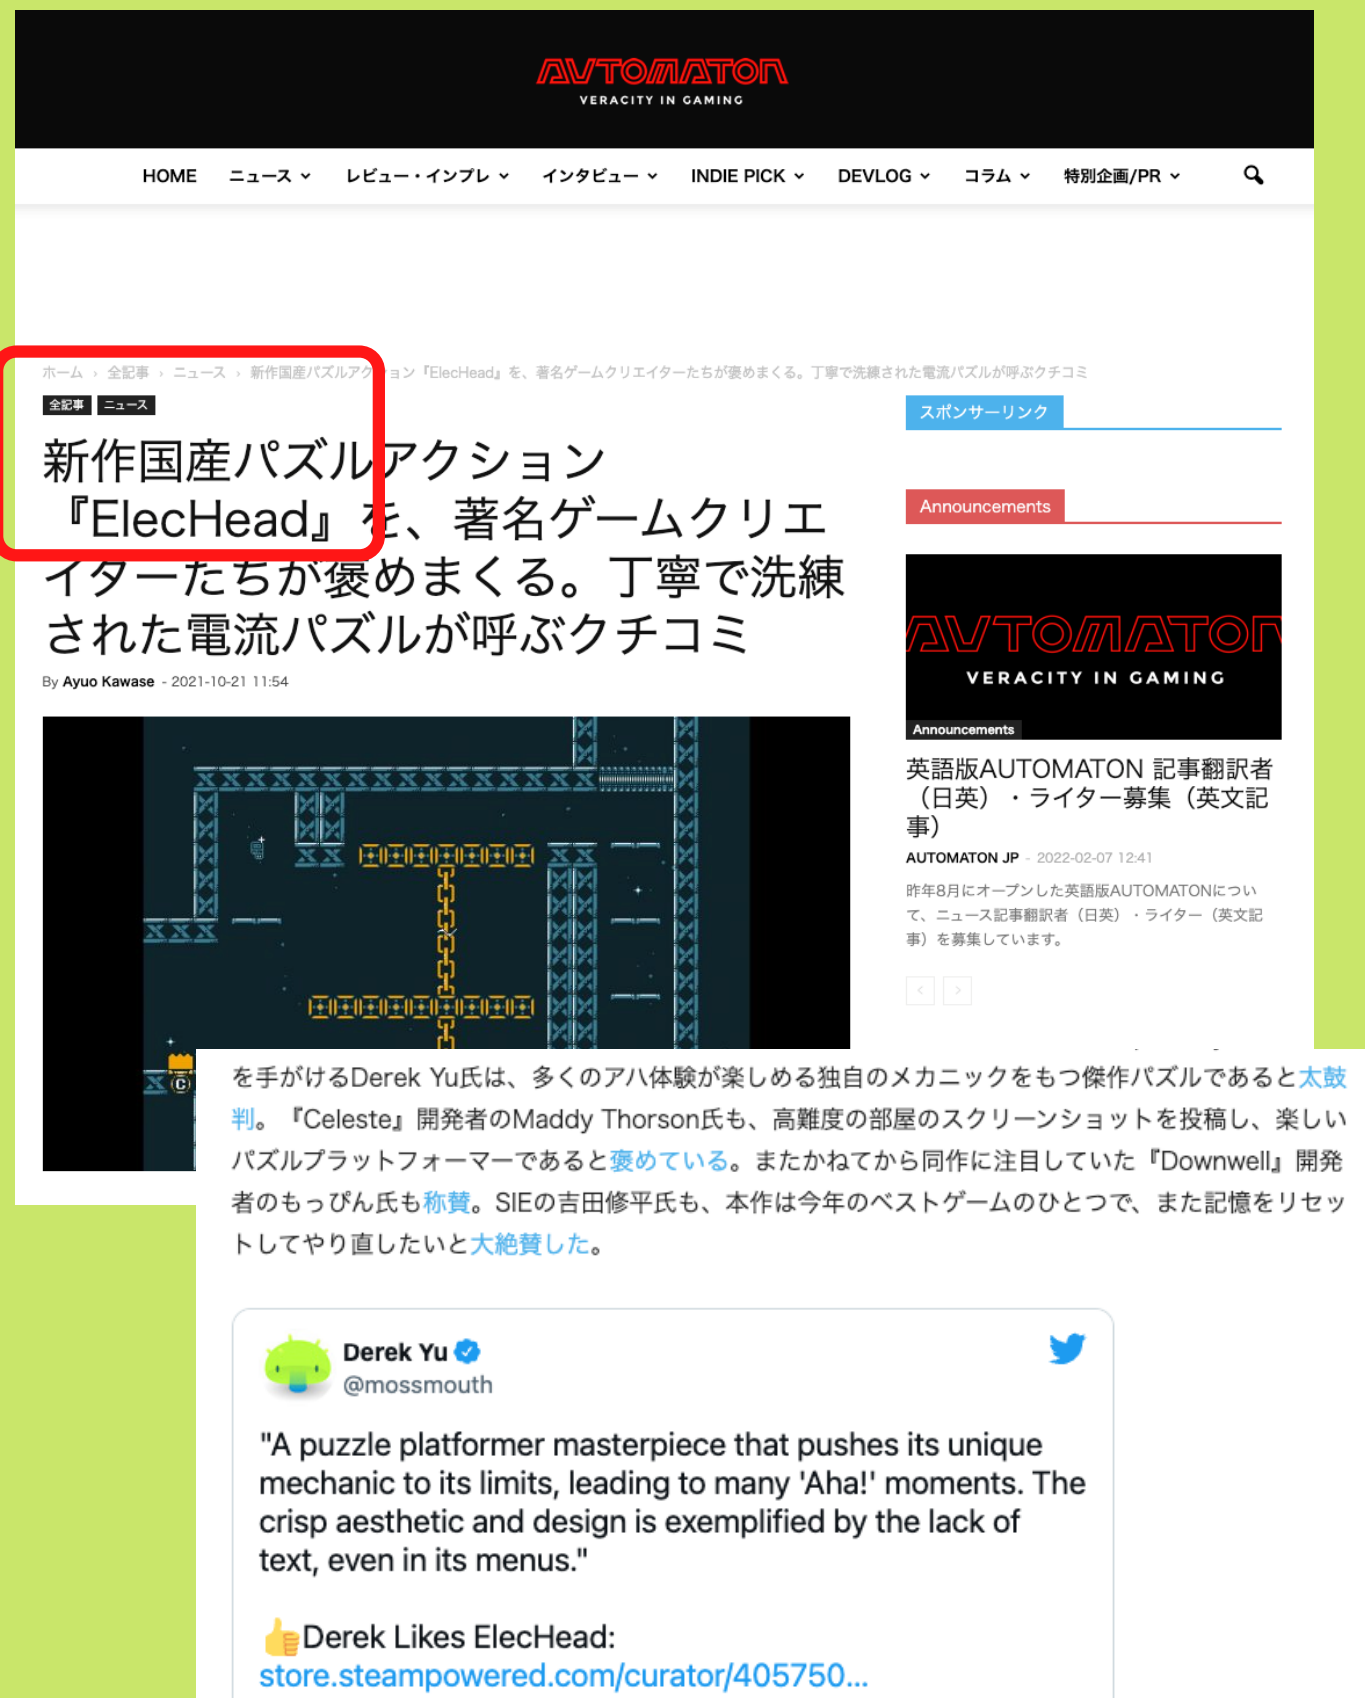 AUTOMATON
VERACITY IN GAMING
HOME ニュース レビュー・インプレ インタビュー INDIE PICK DEVLOG コラム 特別企画/PR
ホーム › 全記事 › ニュース › 新作国産パズルアクション『ElecHead』を、著名ゲームクリエイターたちが褒めまくる。丁寧で洗練された電流パズルが呼ぶクチコミ
全記事 ニュース
新作国産パズルアクション
『ElecHead』を、著名ゲームクリエ
イターたちが褒めまくる。丁寧で洗練
された電流パズルが呼ぶクチコミ
By Ayuo Kawase - 2021-10-21 11:54
スポンサーリンク
Announcements
AUTOMATON
VERACITY IN GAMING
Announcements
英語版AUTOMATON 記事翻訳者
（日英）・ライター募集（英文記
事）
AUTOMATON JP - 2022-02-07 12:41
昨年8月にオープンした英語版AUTOMATONについ
て、ニュース記事翻訳者（日英）・ライター（英文記
事）を募集しています。
C
を手がけるDerek Yu氏は、多くのアハ体験が楽しめる独自のメカニックをもつ傑作パズルであると太鼓
判。『Celeste』開発者のMaddy Thorson氏も、高難度の部屋のスクリーンショットを投稿し、楽しい
パズルプラットフォーマーであると褒めている。またかねてから同作に注目していた『Downwell』開発
者のもっぴん氏も称賛。SIEの吉田修平氏も、本作は今年のベストゲームのひとつで、また記憶をリセッ
トしてやり直したいと大絶賛した。
Derek Yu
@mossmouth
"A puzzle platformer masterpiece that pushes its unique
mechanic to its limits, leading to many 'Aha!' moments. The
crisp aesthetic and design is exemplified by the lack of
text, even in its menus."
👍Derek Likes ElecHead:
store.steampowered.com/curator/405750...